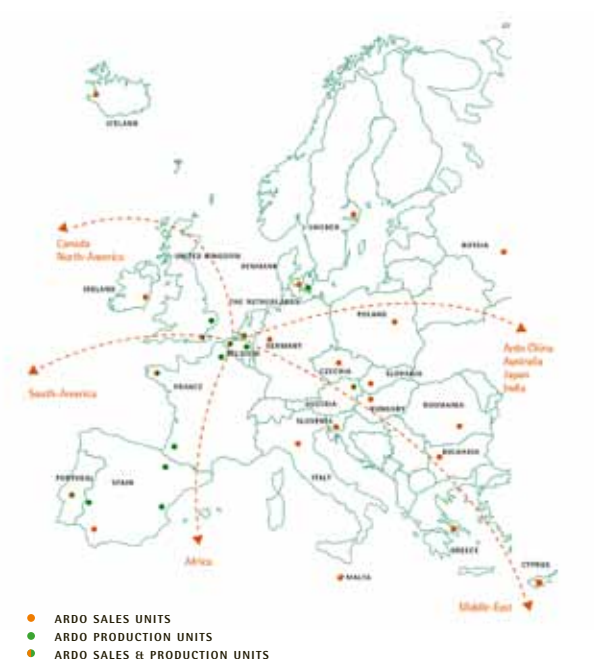 ICELAND
SWEDEN
RUSSIA
Canada
North-America
UNITED KINGDOM
DENMARK
IRELAND
THE NETHERLANDS
POLAND
BELGIUM
GERMANY
Ardo China
Australia
Japan
India
South-America
FRANCE
CZECHIA
SLOVAKIA
AUSTRIA
HUNGARY
ROUMANIA
SLOVENIA
BULGARIA
PORTUGAL
SPAIN
ITALY
GREECE
Africa
CYPRUS
MALTA
Middle-East
ARDO SALES UNITS
ARDO PRODUCTION UNITS
ARDO SALES & PRODUCTION UNITS